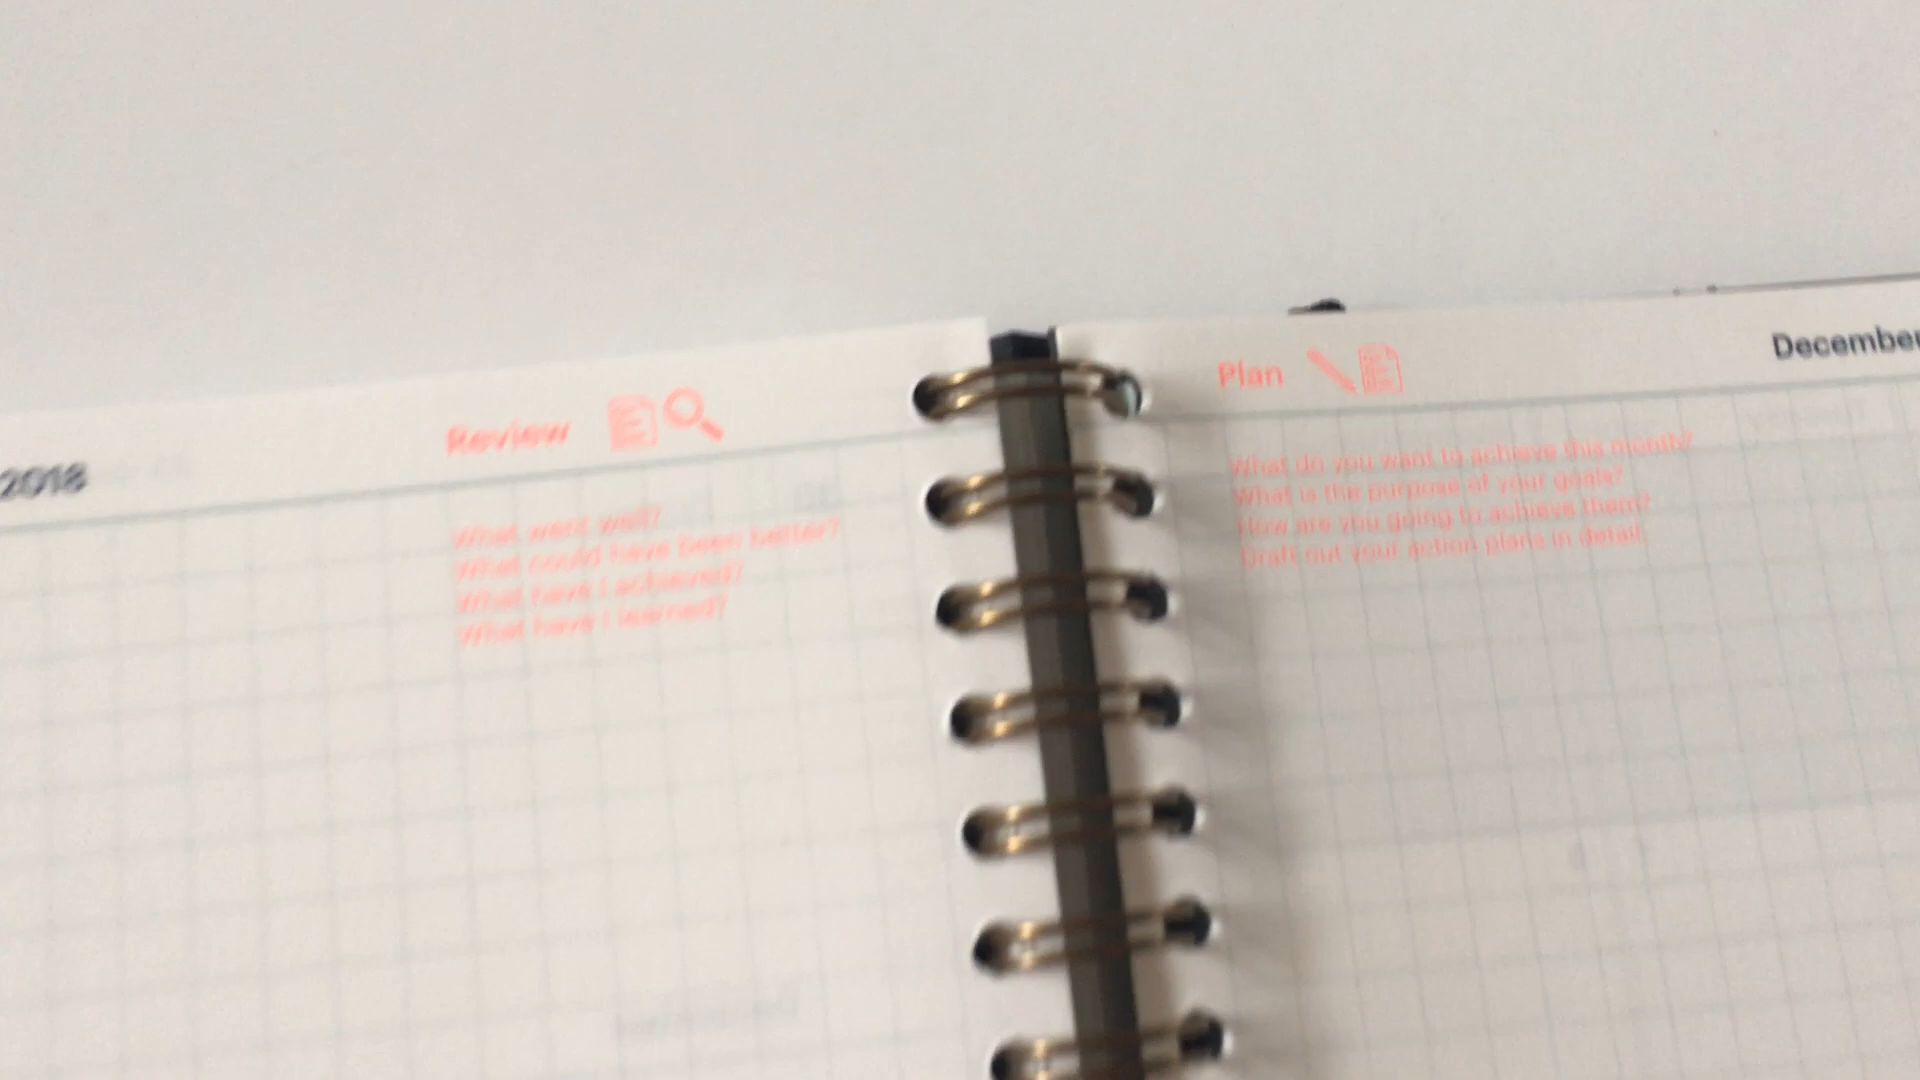 2018
Review
What went well?
What could have been better?
What have I achieved?
What have I learned?
Plan
December
What do you want to achieve this month?
What is the purpose of your goals?
How are you going to achieve them?
Draft out your action plans in detail.